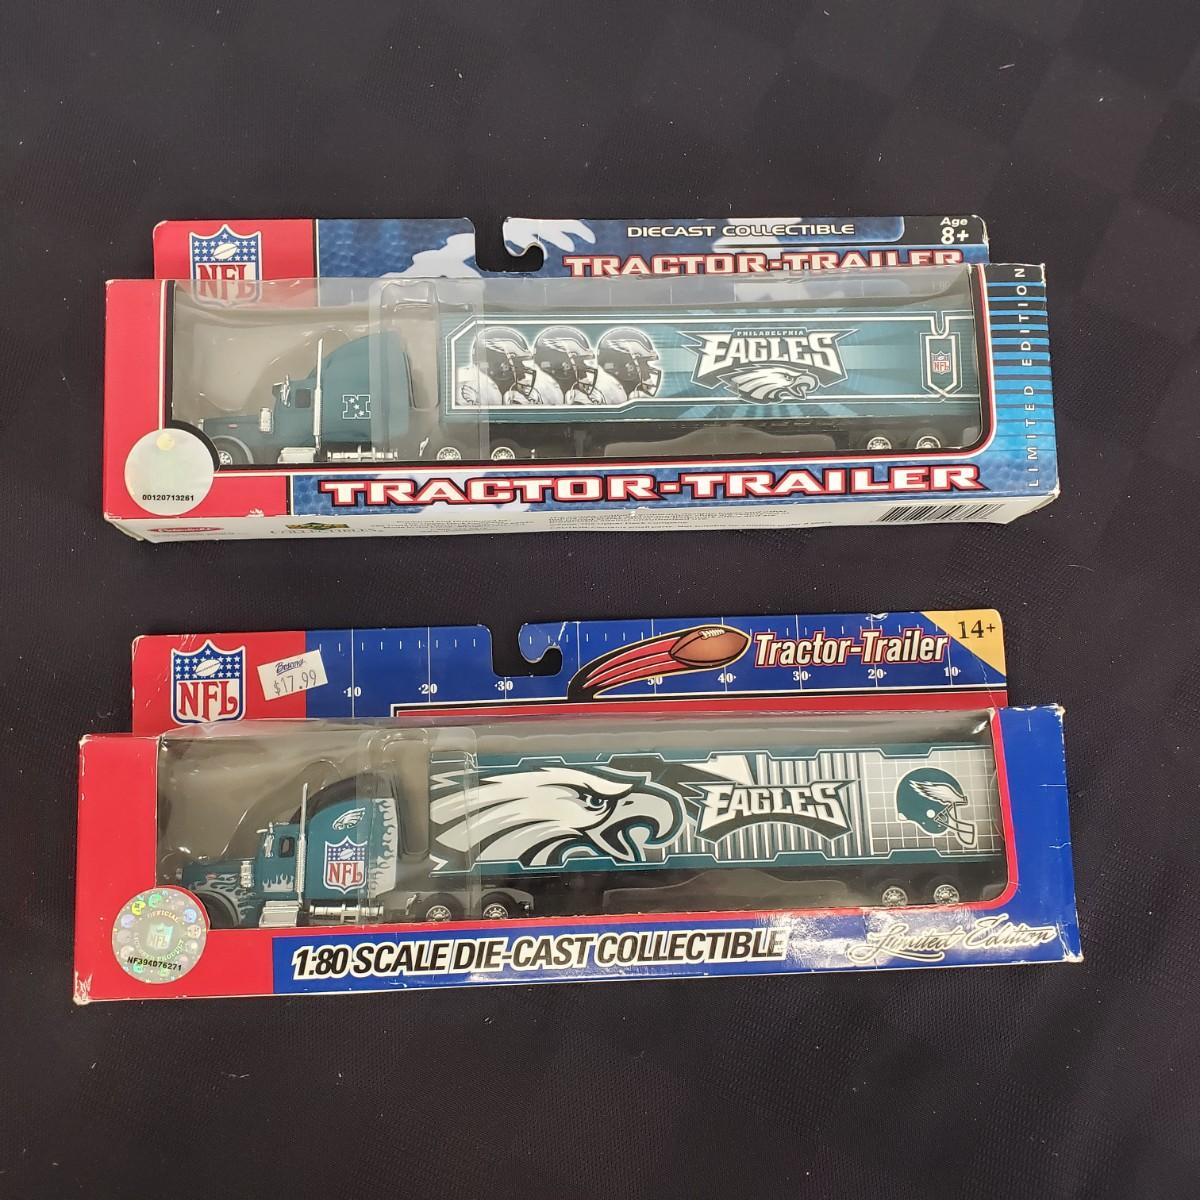 NFL
DIECAST COLLECTIBLE
Age
8+
TRACTOR-TRAILER
PHILADELPHIA
EAGLES
NFL
LIMITED EDITION
00120713261
TRACTOR-TRAILER
NFL
$17.99
10
20
30
50
40
30
20
10
Tractor-Trailer
14+
NFL
EAGLES
OFFICIAL
NFL
NF394076271
1:80 SCALE DIE-CAST COLLECTIBLE
Limited Edition